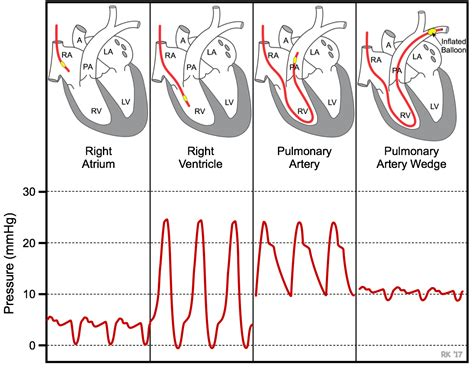 A
RA
LA
PA
RV
LV
A
RA
LA
PA
RV
LV
A
RA
LA
PA
RV
LV
A
RA
LA
PA
RV
LV
Inflated
Balloon
Right
Atrium
Right
Ventricle
Pulmonary
Artery
Pulmonary
Artery Wedge
Pressure (mmHg)
30
20
10
0
RK '17